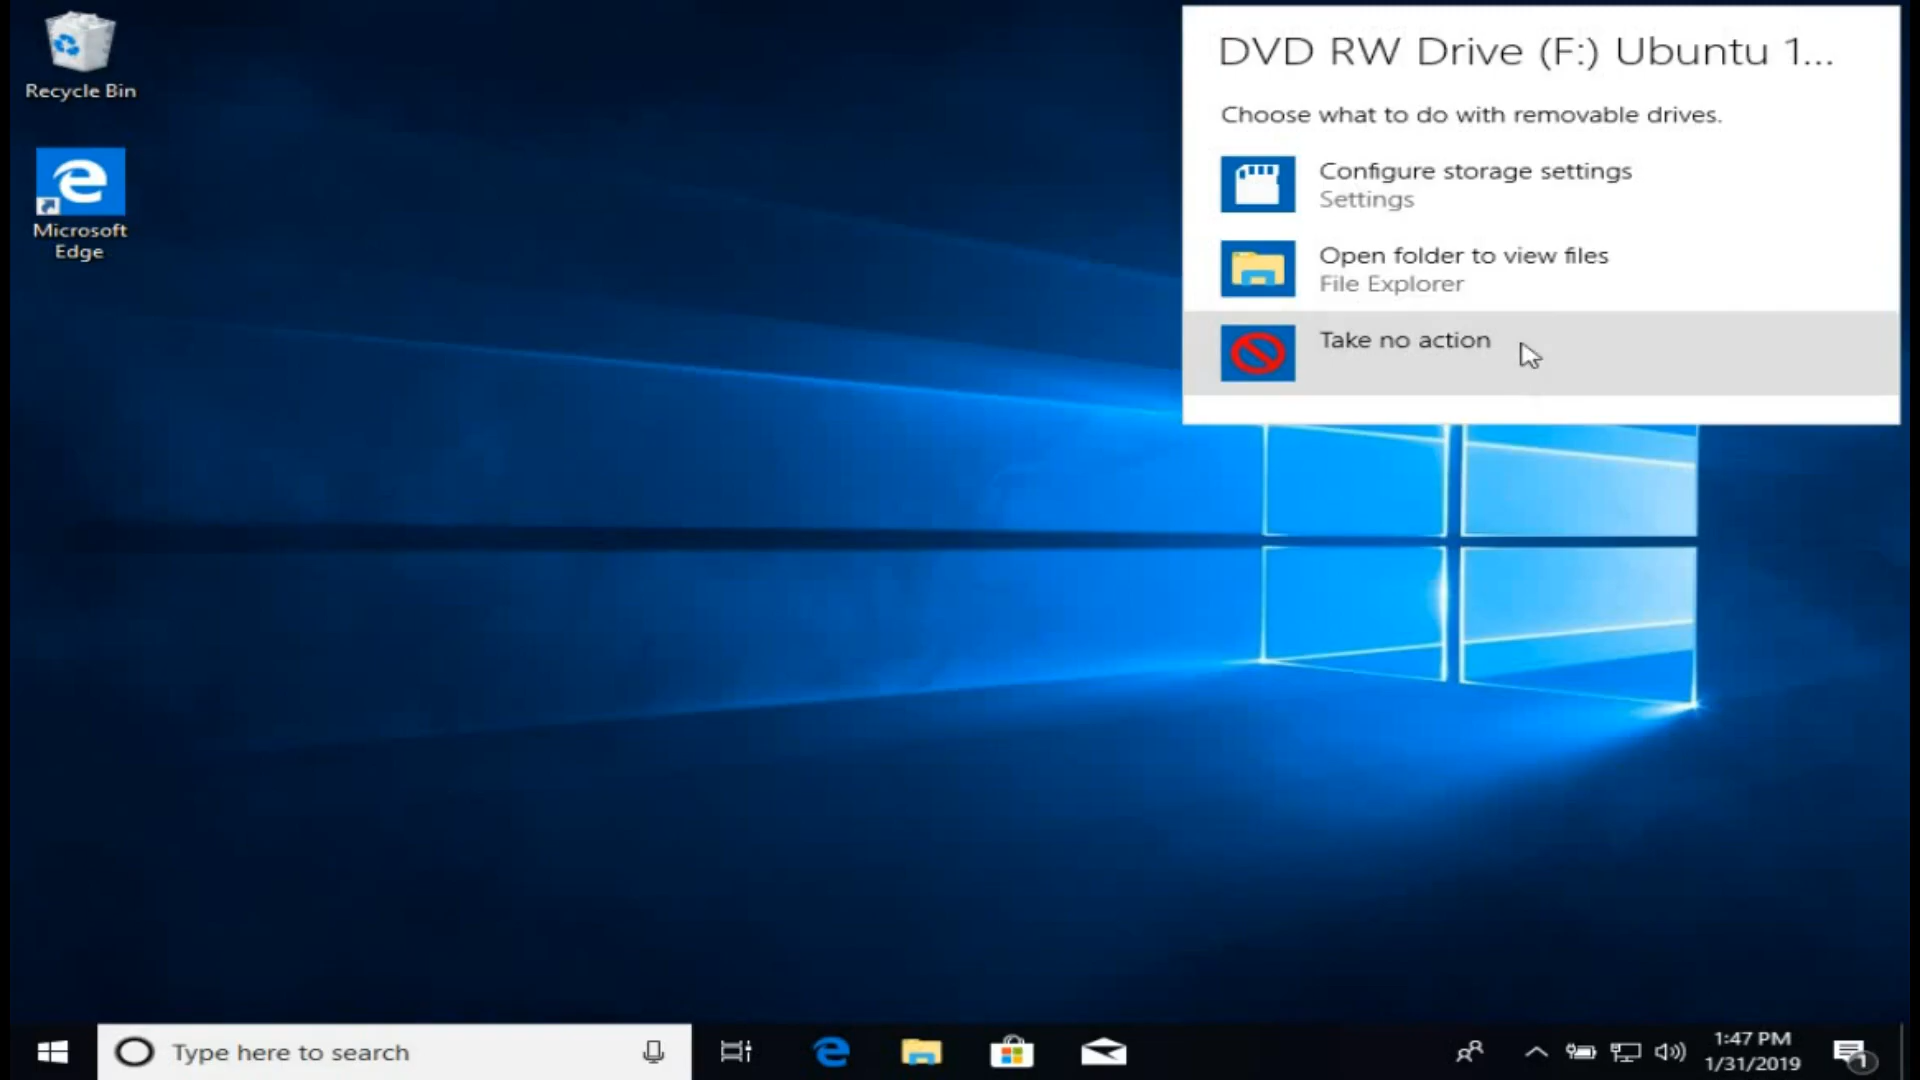 Recycle Bin
Microsoft
Edge
DVD RW Drive (F:) Ubuntu 1...
Choose what to do with removable drives.
Configure storage settings
Settings
Open folder to view files
File Explorer
Take no action
Type here to search
1:47 PM
1/31/2019
1